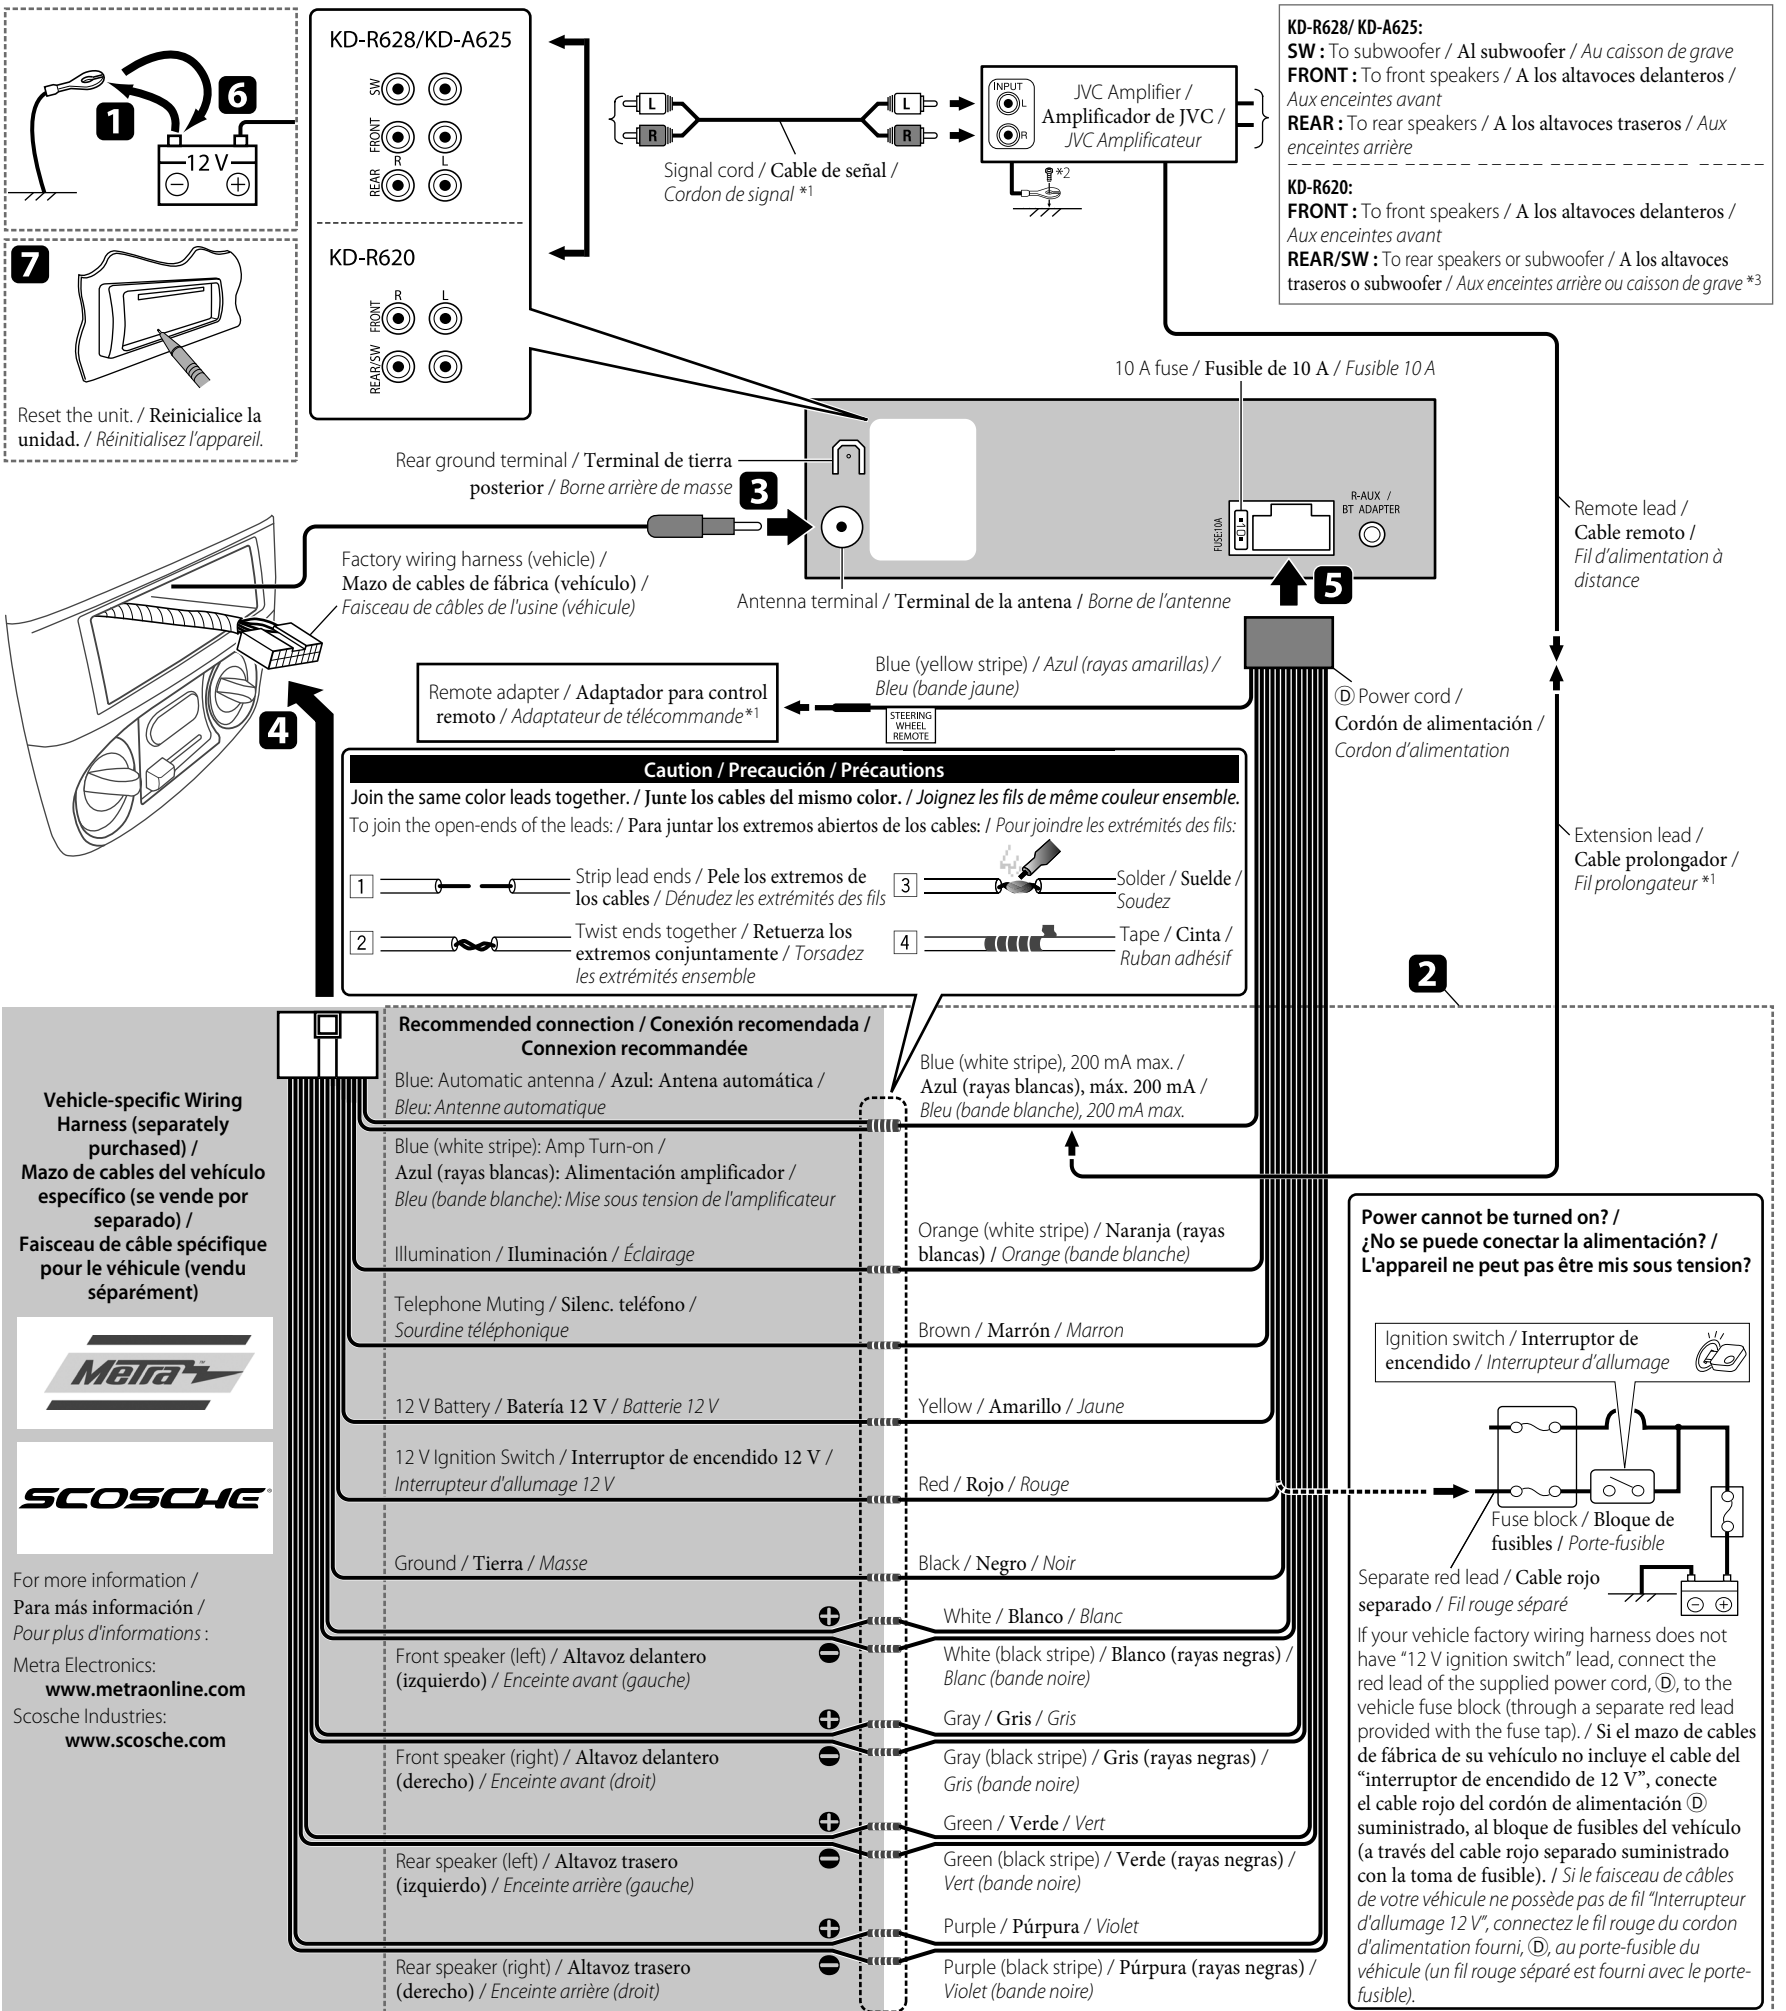 1
6
12 V
7
Reset the unit. / Reinicialice la
unidad. / Réinitialisez l'appareil.
KD-R628/KD-A625
SW
FRONT
R L
REAR
KD-R620
R L
FRONT
REAR/SW
L
R
L
R
Signal cord / Cable de señal /
Cordon de signal *1
INPUT
L
R
JVC Amplifier /
Amplificador de JVC /
JVC Amplificateur
*2
KD-R628/ KD-A625:
SW : To subwoofer / Al subwoofer / Au caisson de grave
FRONT : To front speakers / A los altavoces delanteros /
Aux enceintes avant
REAR : To rear speakers / A los altavoces traseros / Aux
enceintes arrière
KD-R620:
FRONT : To front speakers / A los altavoces delanteros /
Aux enceintes avant
REAR/SW : To rear speakers or subwoofer / A los altavoces
traseros o subwoofer / Aux enceintes arrière ou caisson de grave *3
10 A fuse / Fusible de 10 A / Fusible 10 A
Rear ground terminal / Terminal de tierra
posterior / Borne arrière de masse
3
R-AUX /
BT ADAPTER
FUSE:10A
10
5
Antenna terminal / Terminal de la antena / Borne de l'antenne
Remote lead /
Cable remoto /
Fil d'alimentation à
distance
Factory wiring harness (vehicle) /
Mazo de cables de fábrica (vehículo) /
Faisceau de câbles de l'usine (véhicule)
4
Blue (yellow stripe) / Azul (rayas amarillas) /
Bleu (bande jaune)
Remote adapter / Adaptador para control
remoto / Adaptateur de télécommande*1
STEERING
WHEEL
REMOTE
Ⓓ Power cord /
Cordón de alimentación /
Cordon d'alimentation
Caution / Precaución / Précautions
Join the same color leads together. / Junte los cables del mismo color. / Joignez les fils de même couleur ensemble.
To join the open-ends of the leads: / Para juntar los extremos abiertos de los cables: / Pour joindre les extrémités des fils:
1
Strip lead ends / Pele los extremos de
los cables / Dénudez les extrémités des fils
2
Twist ends together / Retuerza los
extremos conjuntamente / Torsadez
les extrémités ensemble
3
Solder / Suelde /
Soudez
4
Tape / Cinta /
Ruban adhésif
Extension lead /
Cable prolongador /
Fil prolongateur *1
2
Vehicle-specific Wiring
Harness (separately
purchased) /
Mazo de cables del vehículo
específico (se vende por
separado) /
Faisceau de câble spécifique
pour le véhicule (vendu
séparément)
Metra™
SCOSCHE®
For more information /
Para más información /
Pour plus d'informations :
Metra Electronics:
www.metraonline.com
Scosche Industries:
www.scosche.com
Recommended connection / Conexión recomendada /
Connexion recommandée
Blue: Automatic antenna / Azul: Antena automática /
Bleu: Antenne automatique
Blue (white stripe): Amp Turn-on /
Azul (rayas blancas): Alimentación amplificador /
Bleu (bande blanche): Mise sous tension de l'amplificateur
Blue (white stripe), 200 mA max. /
Azul (rayas blancas), máx. 200 mA /
Bleu (bande blanche), 200 mA max.
Illumination / Iluminación / Éclairage
Orange (white stripe) / Naranja (rayas
blancas) / Orange (bande blanche)
Telephone Muting / Silenc. teléfono /
Sourdine téléphonique
Brown / Marrón / Marron
12 V Battery / Batería 12 V / Batterie 12 V
Yellow / Amarillo / Jaune
12 V Ignition Switch / Interruptor de encendido 12 V /
Interrupteur d'allumage 12 V
Red / Rojo / Rouge
Ground / Tierra / Masse
Black / Negro / Noir
White / Blanco / Blanc
Front speaker (left) / Altavoz delantero
(izquierdo) / Enceinte avant (gauche)
White (black stripe) / Blanco (rayas negras) /
Blanc (bande noire)
Gray / Gris / Gris
Front speaker (right) / Altavoz delantero
(derecho) / Enceinte avant (droit)
Gray (black stripe) / Gris (rayas negras) /
Gris (bande noire)
Green / Verde / Vert
Rear speaker (left) / Altavoz trasero
(izquierdo) / Enceinte arrière (gauche)
Green (black stripe) / Verde (rayas negras) /
Vert (bande noire)
Purple / Púrpura / Violet
Rear speaker (right) / Altavoz trasero
(derecho) / Enceinte arrière (droit)
Purple (black stripe) / Púrpura (rayas negras) /
Violet (bande noire)
Power cannot be turned on? /
¿No se puede conectar la alimentación? /
L'appareil ne peut pas être mis sous tension?
Ignition switch / Interruptor de
encendido / Interrupteur d'allumage
Fuse block / Bloque de
fusibles / Porte-fusible
Separate red lead / Cable rojo
separado / Fil rouge séparé
If your vehicle factory wiring harness does not
have “12 V ignition switch” lead, connect the
red lead of the supplied power cord, Ⓓ, to the
vehicle fuse block (through a separate red lead
provided with the fuse tap). / Si el mazo de cables
de fábrica de su vehículo no incluye el cable del
“interruptor de encendido de 12 V”, conecte
el cable rojo del cordón de alimentación Ⓓ
suministrado, al bloque de fusibles del vehículo
(a través del cable rojo separado suministrado
con la toma de fusible). / Si le faisceau de câbles
de votre véhicule ne possède pas de fil “Interrupteur
d'allumage 12 V”, connectez le fil rouge du cordon
d'alimentation fourni, Ⓓ, au porte-fusible du
véhicule (un fil rouge séparé est fourni avec le porte-
fusible).